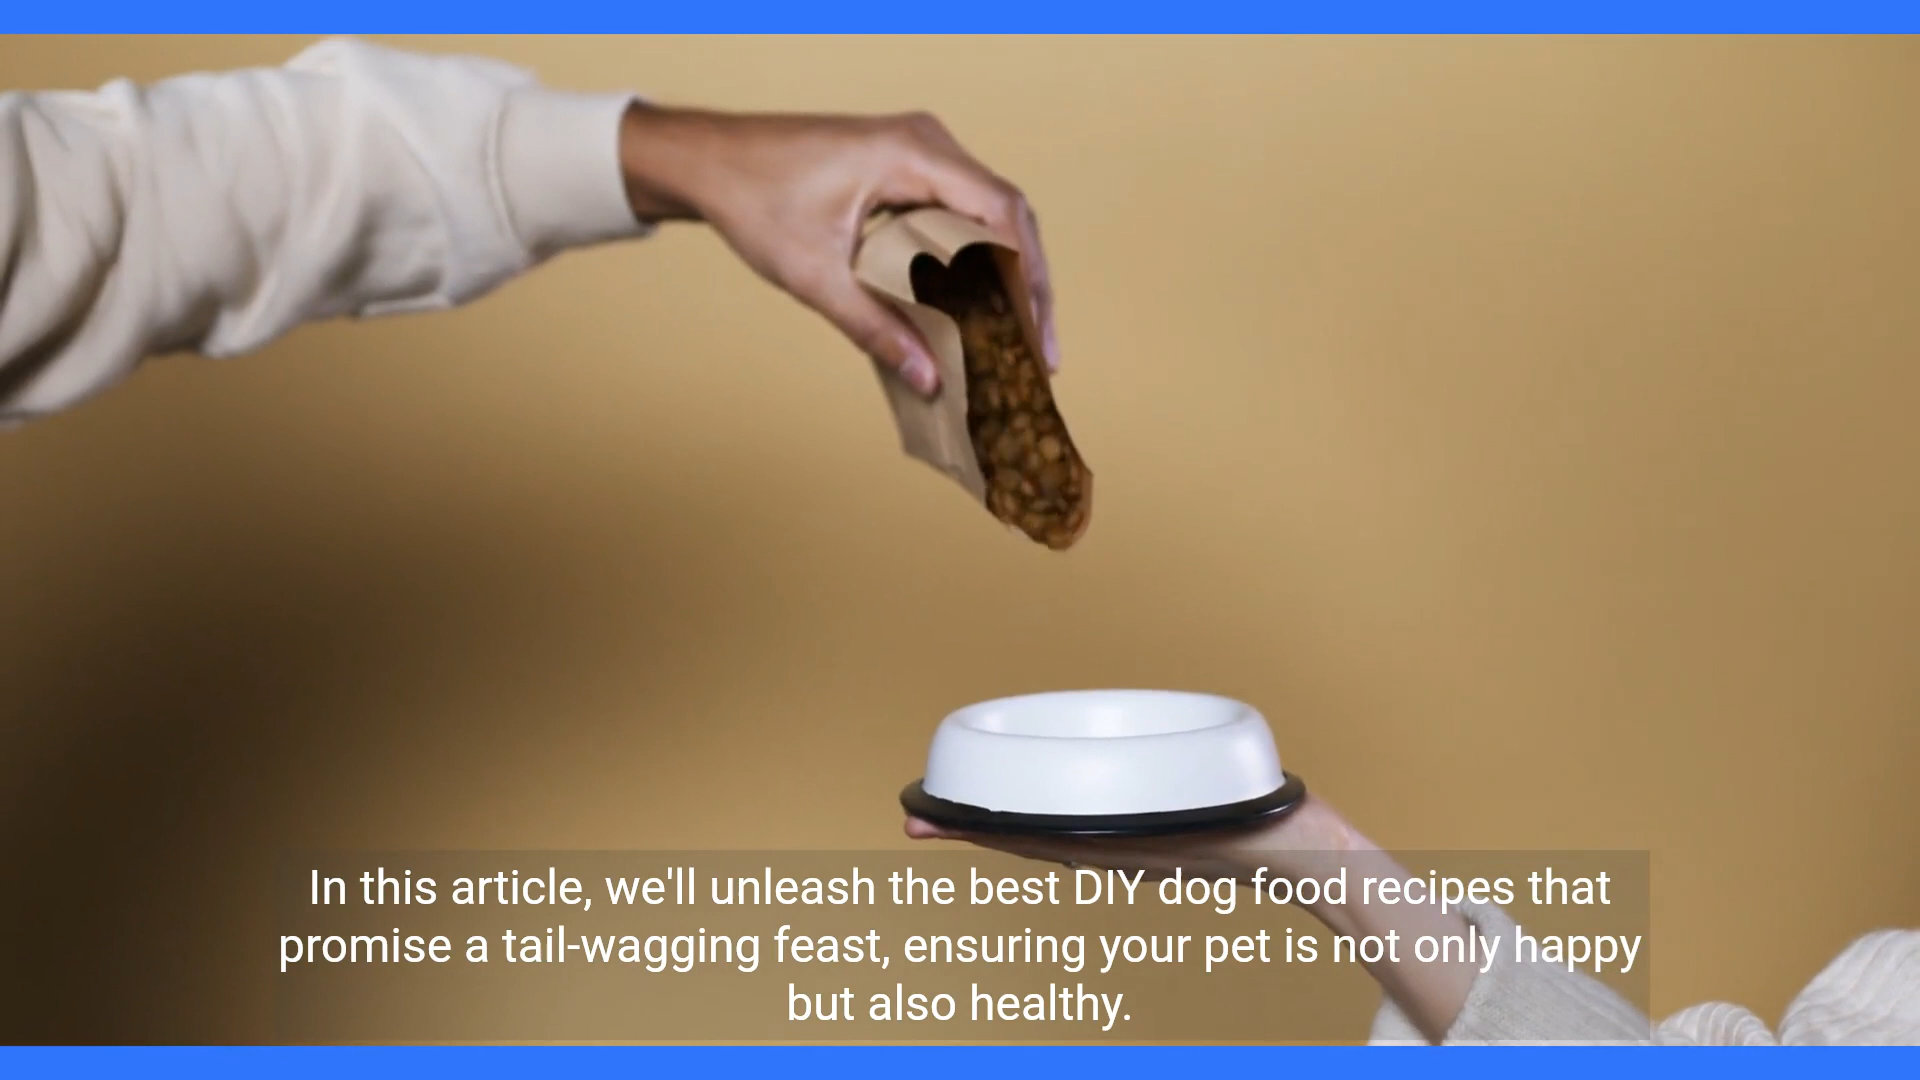 In this article, we'll unleash the best DIY dog food recipes that
promise a tail-wagging feast, ensuring your pet is not only happy
but also healthy.